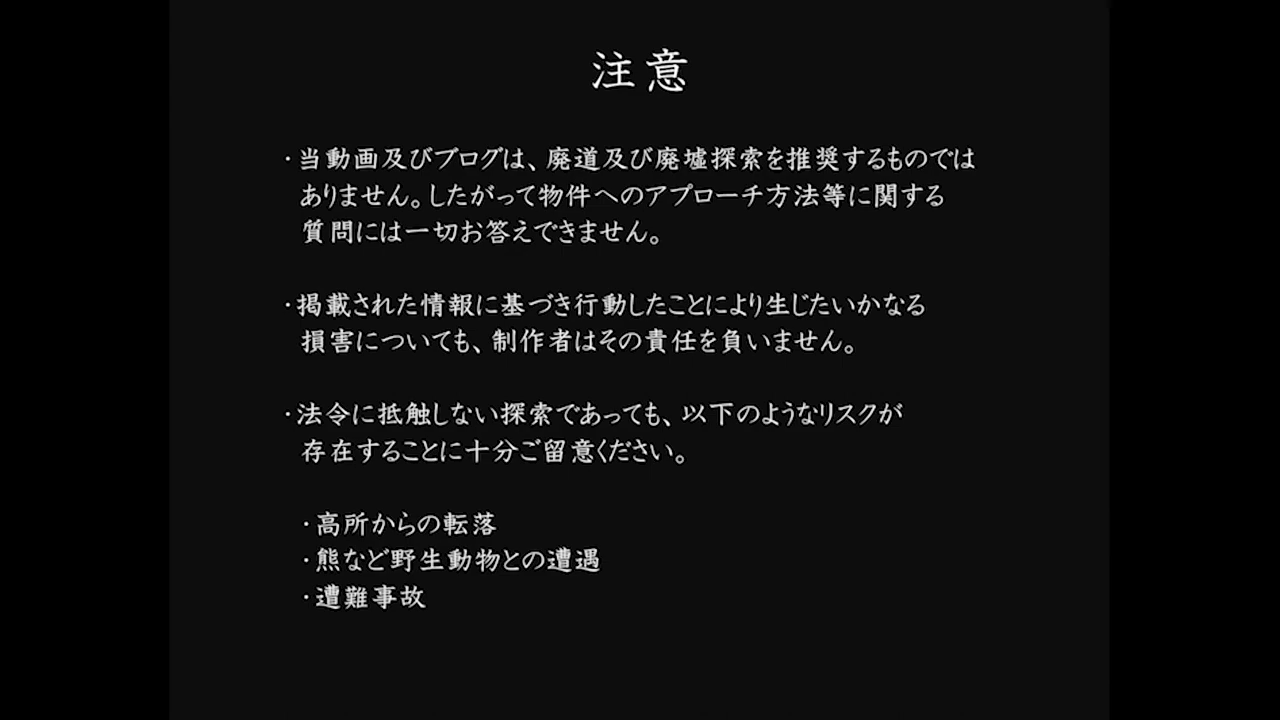 注意
・当動画及びブログは、廃道及び廃墟探索を推奨するものでは
ありません。したがって物件へのアプローチ方法等に関する
質問には一切お答えできません。
・掲載された情報に基づき行動したことにより生じたいかなる
損害についても、制作者はその責任を負いません。
・法令に抵触しない探索であっても、以下のようなリスクが
存在することに十分ご留意ください。
・高所からの転落
・熊など野生動物との遭遇
・遭難事故